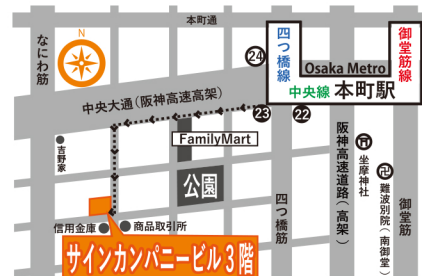 本町通
なにわ筋
N
四つ橋線
御堂筋線
Osaka Metro
中央線 本町駅
24
中央大通(阪神高速高架)
23
22
FamilyMart
吉野家
公園
四つ橋筋
阪神高速道路(高架)
坐摩神社
難波別院(南御堂)
御堂筋
信用金庫
商品取引所
サインカンパニービル3階